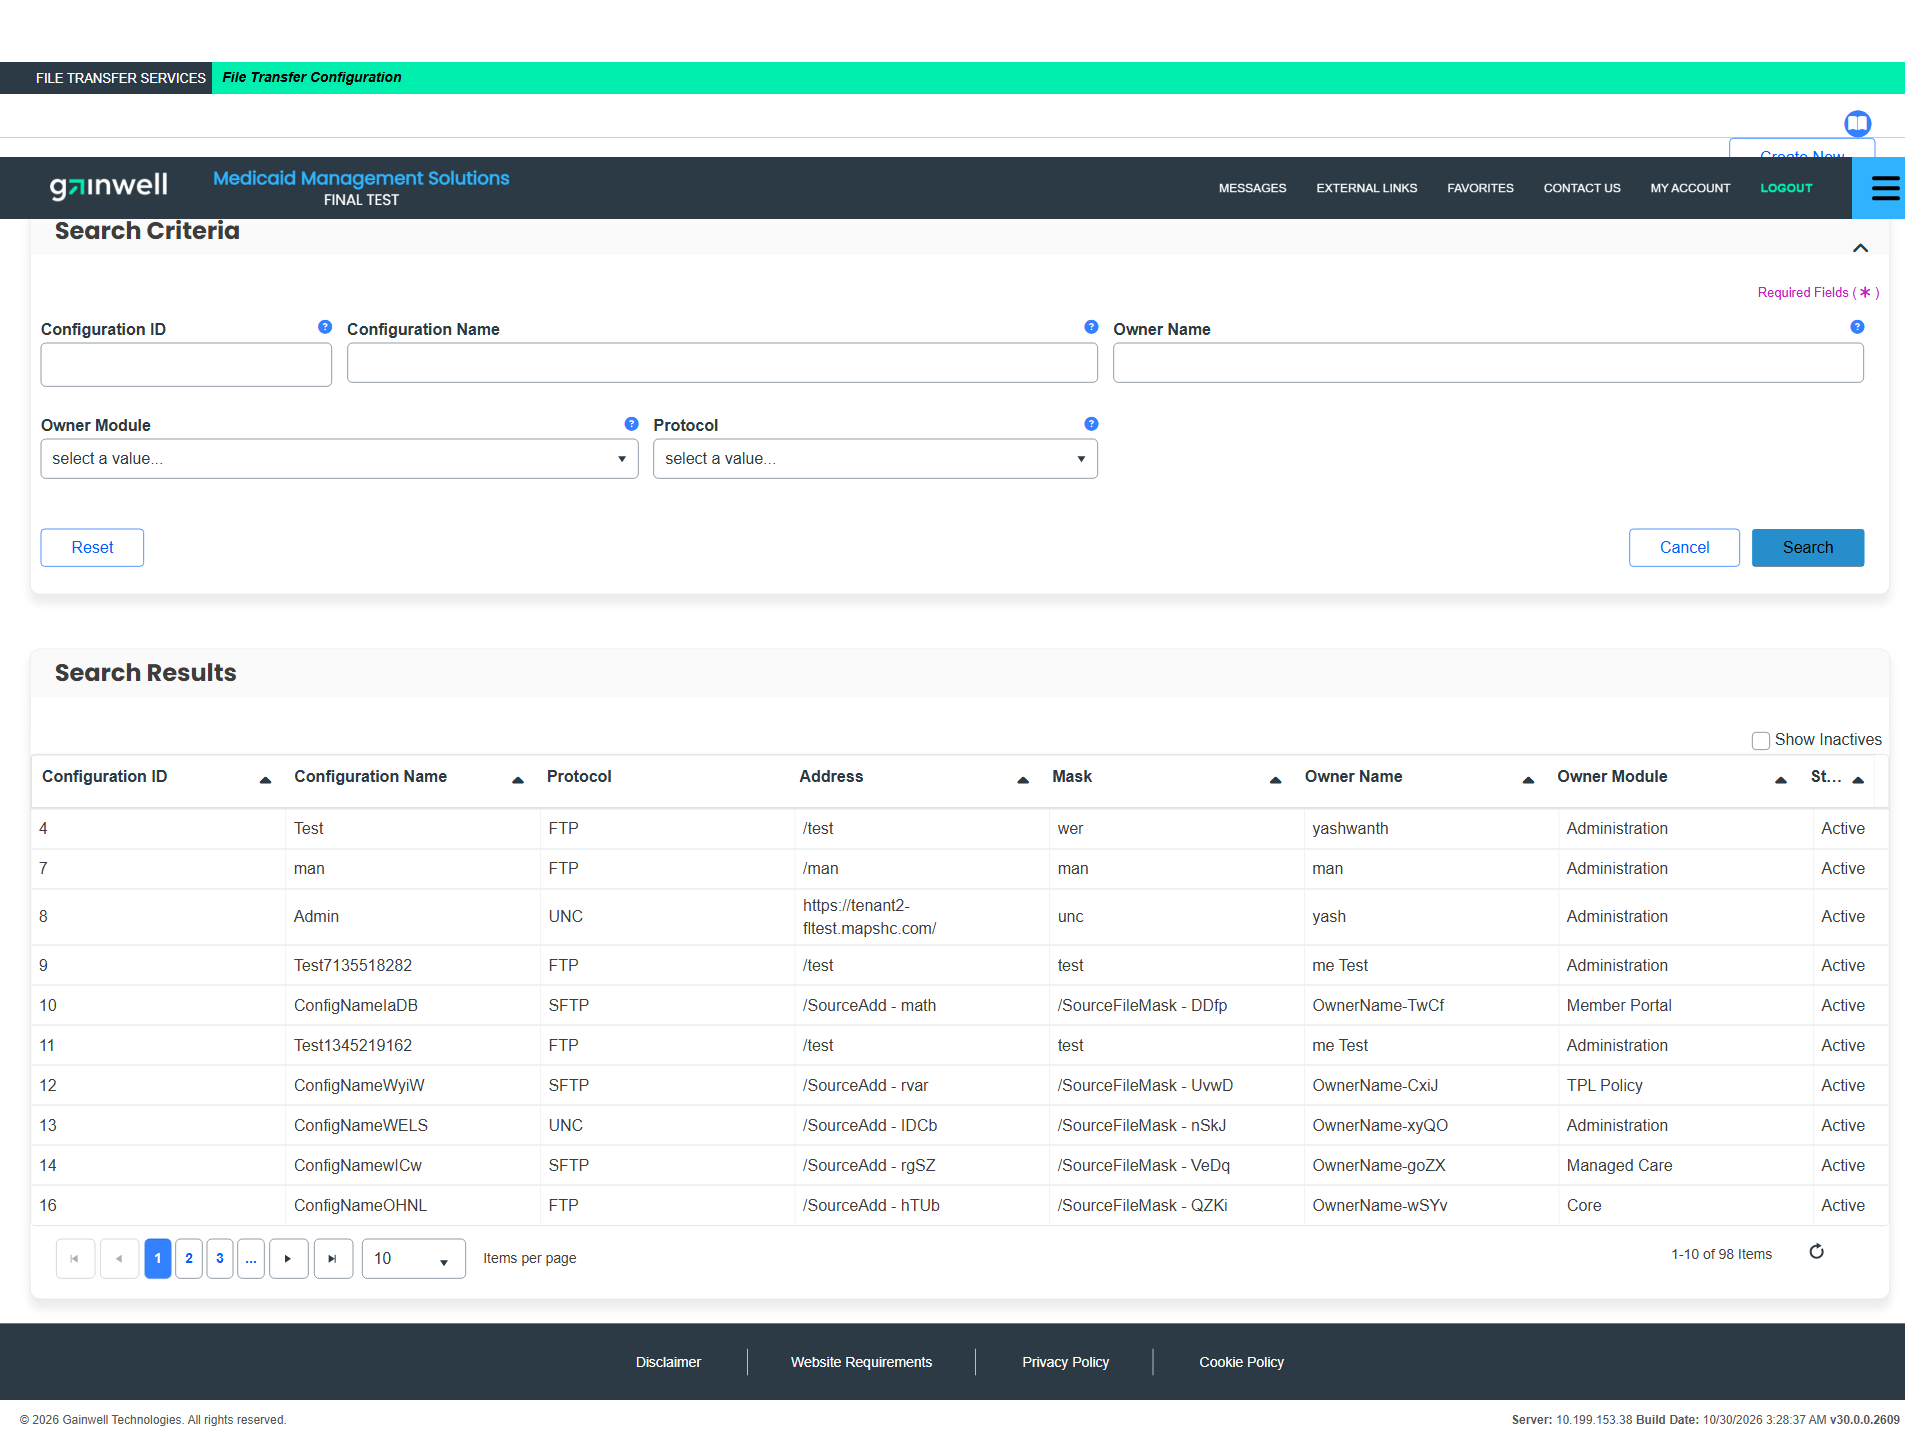 FILE TRANSFER SERVICES File Transfer Configuration
Create New
gainwell Medicaid Management Solutions
FINAL TEST
MESSAGES EXTERNAL LINKS FAVORITES CONTACT US MY ACCOUNT LOGOUT
Search Criteria
Required Fields (*)
Configuration ID ? Configuration Name ? Owner Name ?
Owner Module ? Protocol ?
select a value... select a value...
Reset Cancel Search
Search Results
Show Inactives
Configuration ID Configuration Name Protocol Address Mask Owner Name Owner Module St...
4 Test FTP /test wer yashwanth Administration Active
7 man FTP /man man man Administration Active
8 Admin UNC https://tenant2-
fltest.mapshc.com/ unc yash Administration Active
9 Test7135518282 FTP /test test me Test Administration Active
10 ConfigNameIaDB SFTP /SourceAdd - math /SourceFileMask - DDfp OwnerName-TwCf Member Portal Active
11 Test1345219162 FTP /test test me Test Administration Active
12 ConfigNameWyiW SFTP /SourceAdd - rvar /SourceFileMask - UvwD OwnerName-CxiJ TPL Policy Active
13 ConfigNameWELS UNC /SourceAdd - IDCb /SourceFileMask - nSkJ OwnerName-xyQO Administration Active
14 ConfigNamewICw SFTP /SourceAdd - rgSZ /SourceFileMask - VeDq OwnerName-goZX Managed Care Active
16 ConfigNameOHNL FTP /SourceAdd - hTUb /SourceFileMask - QZKi OwnerName-wSYv Core Active
1 2 3 ... 10 Items per page 1-10 of 98 Items
Disclaimer Website Requirements Privacy Policy Cookie Policy
© 2026 Gainwell Technologies. All rights reserved. Server: 10.199.153.38 Build Date: 10/30/2026 3:28:37 AM v30.0.0.2609